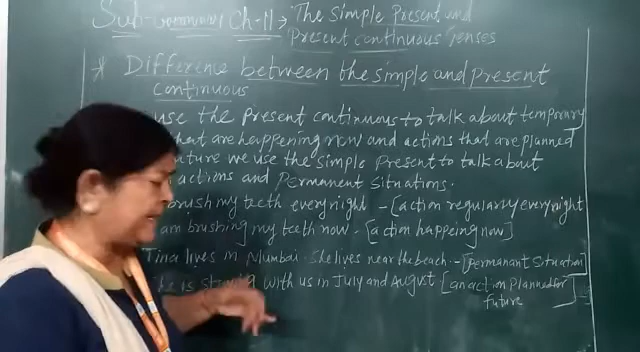 Sub- Grammar Ch-11 → The Simple Present and
Present continuous Tenses
* Difference between the simple and present
continuous
use the present continuous to talk about temporary
that are happening now and actions that are planned
future we use the simple Present to talk about
actions and Permanent Situations.
brush my teeth every night - [action regularly every night
am brushing my teeth now - [action happeing now]
Tina lives in Mumbai. She lives near the beach - [Permanant Situation
is with us in July and August [an action Planned for
future ]